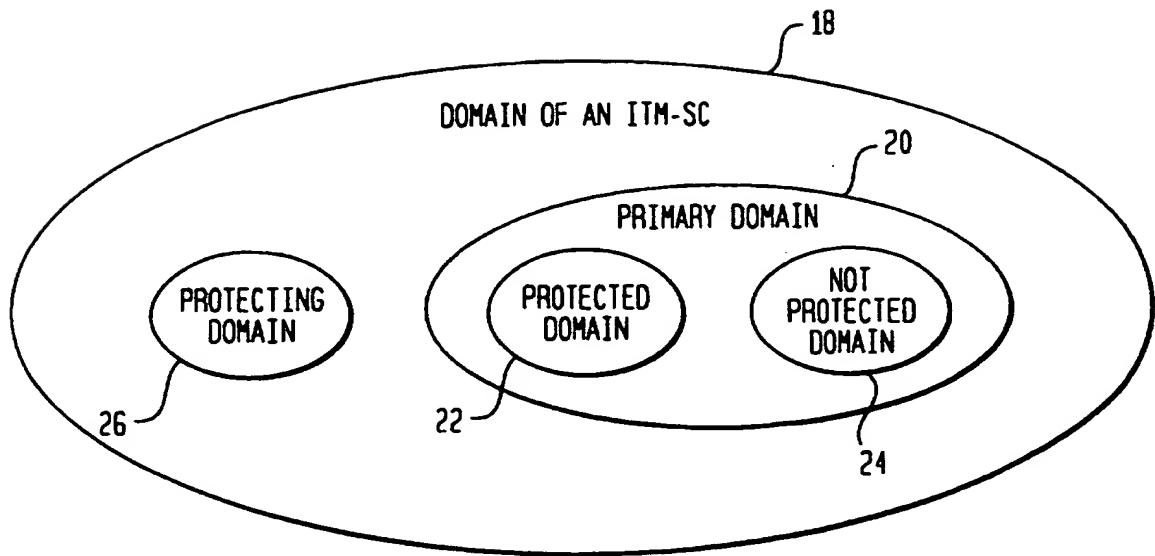 18
DOMAIN OF AN ITM-SC
20
PRIMARY DOMAIN
PROTECTING
DOMAIN
PROTECTED
DOMAIN
NOT
PROTECTED
DOMAIN
26
22
24